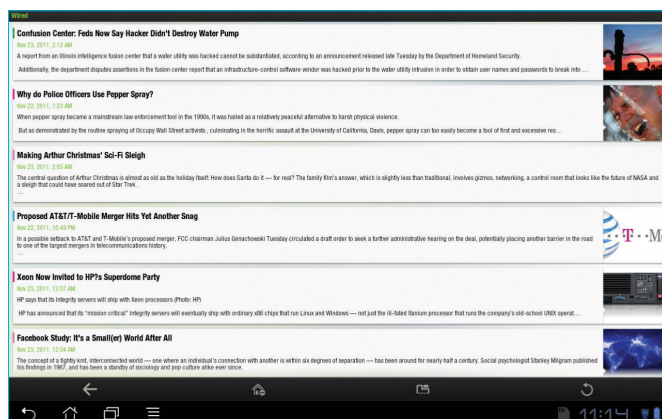 Wired
Confusion Center: Feds Now Say Hacker Didn't Destroy Water Pump
Nov 23, 2011, 2:12 AM
A report from an Illinois intelligence fusion center that a water utility was hacked cannot be substantiated, according to an announcement released late Tuesday by the Department of Homeland Security.
Additionally, the department disputes assertions in the fusion center report that an infrastructure-control software vendor was hacked prior to the water utility intrusion in order to obtain user names and passwords to break into ...
Why do Police Officers Use Pepper Spray?
Nov 23, 2011, 1:23 AM
When pepper spray became a mainstream law enforcement tool in the 1990s, it was hailed as a relatively peaceful alternative to harsh physical violence.
But as demonstrated by the routine spraying of Occupy Wall Street activists , culminating in the horrific assault at the University of California, Davis, pepper spray can too easily become a tool of first and excessive res...
Making Arthur Christmas' Sci-Fi Sleigh
Nov 23, 2011, 2:05 AM
The central question of Arthur Christmas is almost as old as the holiday itself: How does Santa do it — for real? The family film's answer, which is slightly less than traditional, involves gizmos, networking, a control room that looks like the future of NASA and
a sleigh that could have soared out of Star Trek .
...
Proposed AT&T/T-Mobile Merger Hits Yet Another Snag
Nov 22, 2011, 10:49 PM
In a possible setback to AT&T and T-Mobile's proposed merger, FCC chairman Julius Genachowski Tuesday circulated a draft order to seek a further administrative hearing on the deal, potentially placing another barrier in the road
to one of the largest mergers in telecommunications history.
...
T · · Mo
Xeon Now Invited to HP?s Superdome Party
Nov 23, 2011, 12:57 AM
HP says that its Integrity servers will ship with Xeon processors (Photo: HP)
HP has announced that its "mission critical" Integrity servers will eventually ship with ordinary x86 chips that run Linux and Windows — not just the ill-fated Itanium processor that runs the company's old-school UNIX operat...
Facebook Study: It's a Small(er) World After All
Nov 23, 2011, 12:54 AM
The concept of a tightly knit, interconnected world — one where an individual's connection with another is within six degrees of separation — has been around for nearly half a century. Social psychologist Stanley Milgram published
his findings in 1967, and has been a standby of sociology and pop culture alike ever since.
11:14